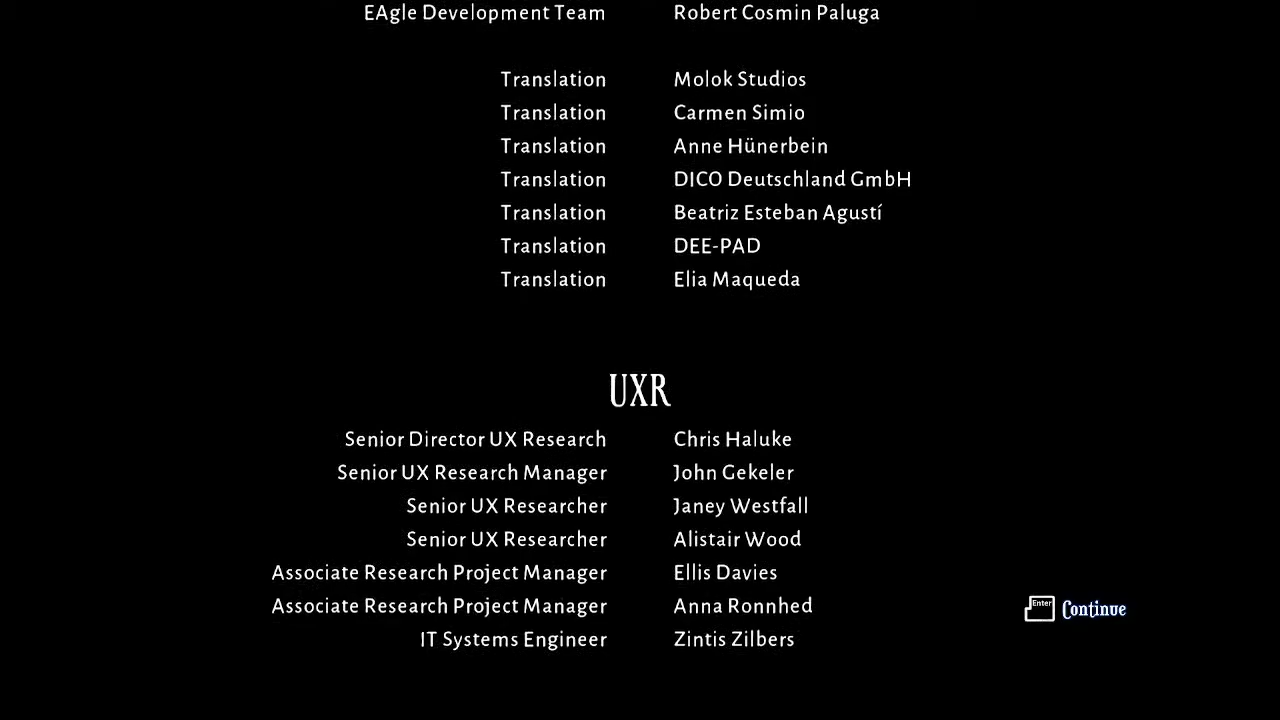 EAgle Development Team Robert Cosmin Paluga
Translation Molok Studios
Translation Carmen Simio
Translation Anne Hünerbein
Translation DICO Deutschland GmbH
Translation Beatriz Esteban Agustí
Translation DEE-PAD
Translation Elia Maqueda
UXR
Senior Director UX Research Chris Haluke
Senior UX Research Manager John Gekeler
Senior UX Researcher Janey Westfall
Senior UX Researcher Alistair Wood
Associate Research Project Manager Ellis Davies
Associate Research Project Manager Anna Ronnhed
Enter Continue
IT Systems Engineer Zintis Zilbers